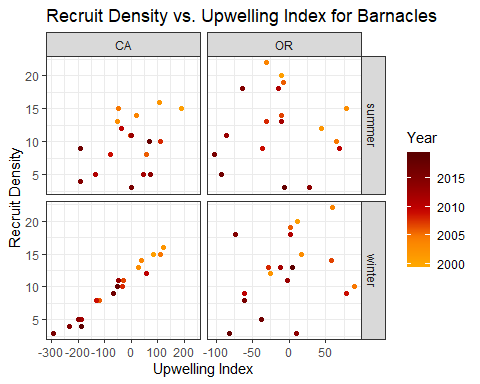 Recruit Density vs. Upwelling Index for Barnacles
CA
OR
20
15
10
5
summer
20
15
10
5
winter
Recruit Density
-300 -200 -100 0 100 200
-100 -50 0 50
Upwelling Index
Year
2015
2010
2005
2000